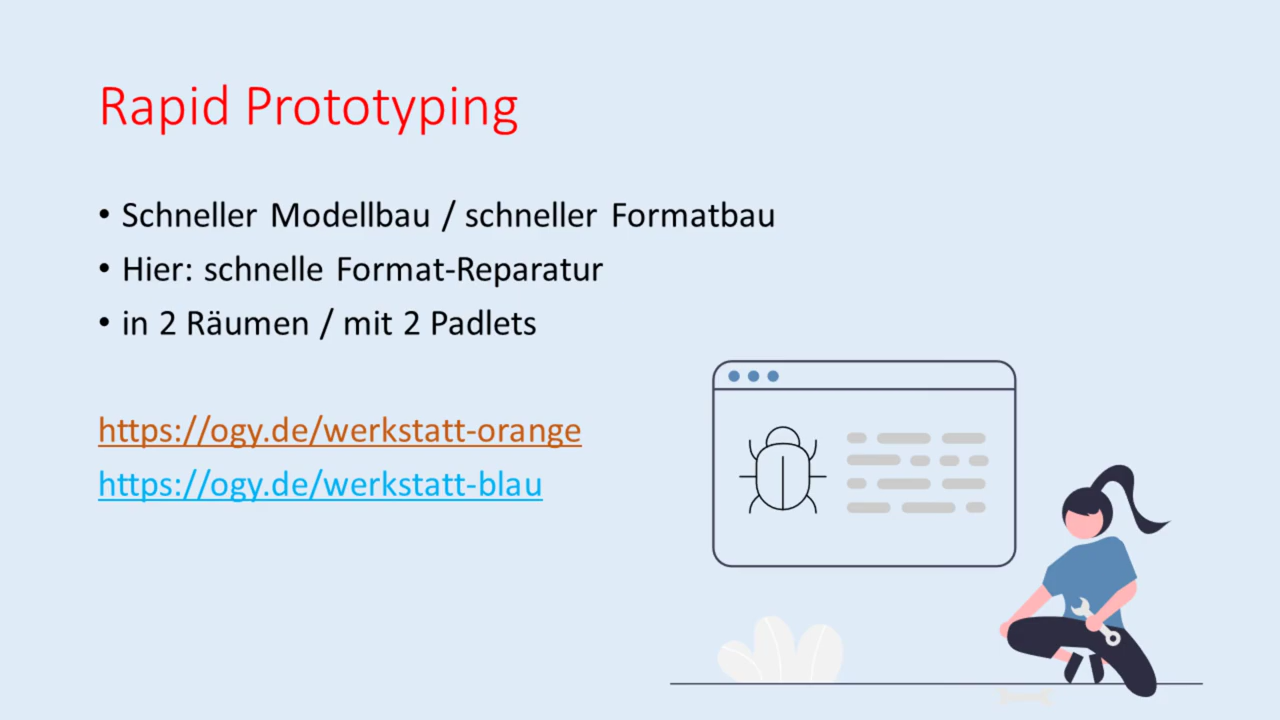 Rapid Prototyping
• Schneller Modellbau / schneller Formatbau
• Hier: schnelle Format-Reparatur
• in 2 Räumen / mit 2 Padlets
https://ogy.de/werkstatt-orange
https://ogy.de/werkstatt-blau